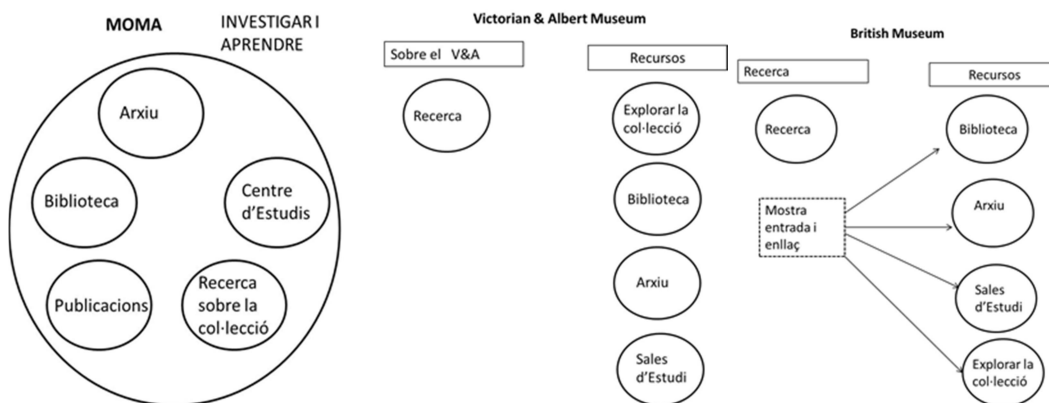 MOMA
INVESTIGAR I
APRENDRE
Arxiu
Biblioteca
Centre
d'Estudis
Publicacions
Recerca
sobre la
col·lecció
Victorian & Albert Museum
Sobre el V&A
Recerca
Recursos
Explorar la
col·lecció
Biblioteca
Arxiu
Sales
d'Estudi
British Museum
Recerca
Recerca
Mostra
entrada i
enllaç
Recursos
Biblioteca
Arxiu
Sales
d'Estudi
Explorar la
col·lecció